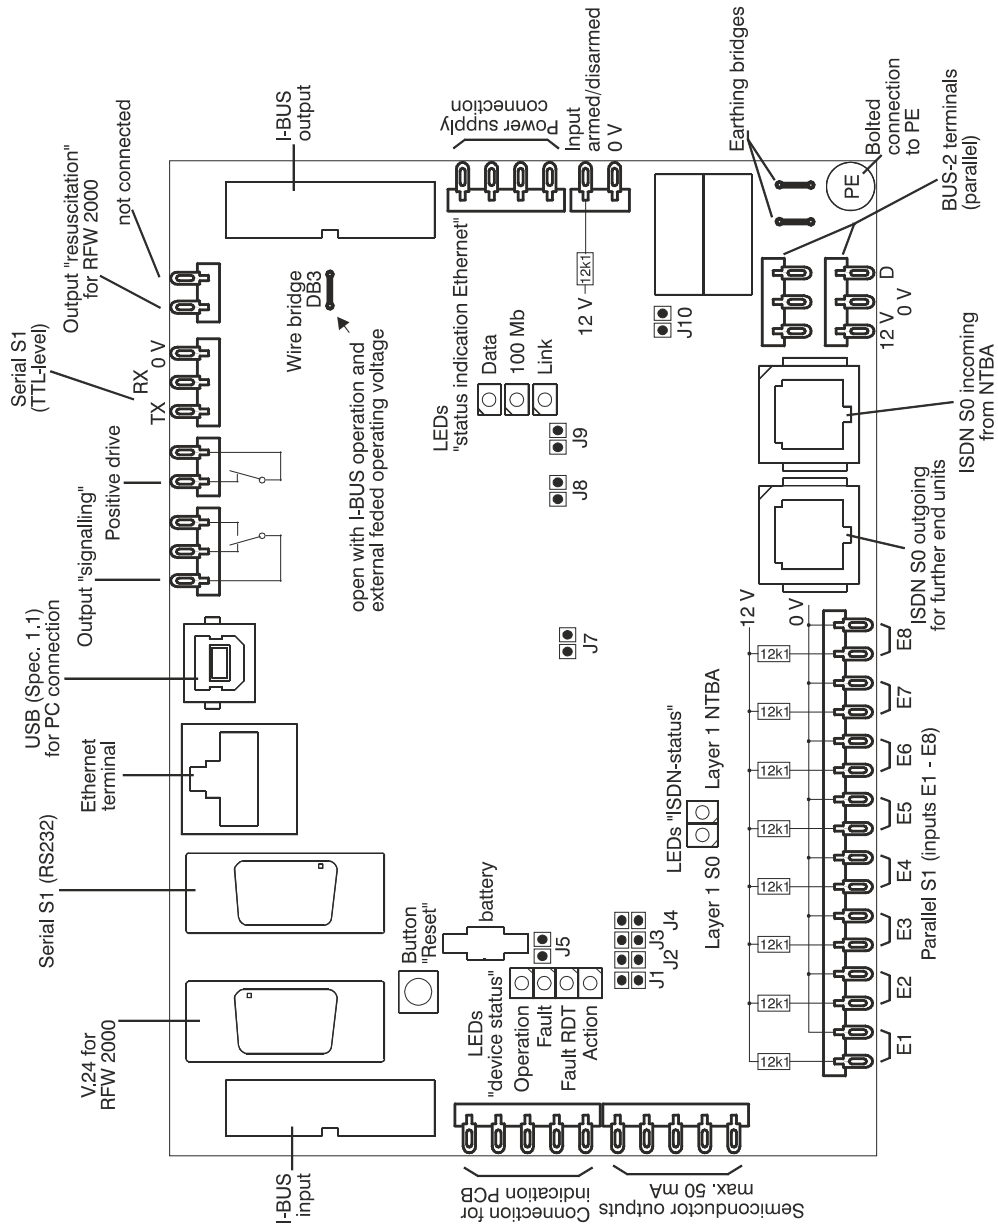 I-BUS
input
V.24 for
RFW 2000
Serial S1 (RS232)
Ethernet
terminal
USB (Spec. 1.1)
for PC connection
Output "signalling"
Positive drive
Serial S1
(TTL-level)
TX
RX
0 V
Output "resuscitation"
for RFW 2000
not connected
I-BUS
output
Wire bridge
DB3
open with I-BUS operation and
external feded operating voltage
Button
"Reset"
battery
J5
LEDs
"device status"
Operation
Fault
Fault RDT
Action
J1
J2
J3
J4
J7
J8
J9
J10
LEDs
"status indication Ethernet"
Data
100 Mb
Link
Power supply
connection
Input
armed/disarmed
0 V
12 V
12k1
Earthing bridges
PE
Bolted
connection
to PE
BUS-2 terminals
(parallel)
12 V
0 V
D
ISDN S0 incoming
from NTBA
ISDN S0 outgoing
for further end units
LEDs "ISDN-status"
Layer 1 S0
Layer 1 NTBA
12 V
0 V
12k1
12k1
12k1
12k1
12k1
12k1
12k1
12k1
E1
E2
E3
E4
E5
E6
E7
E8
Parallel S1 (inputs E1 - E8)
Connection for
indication PCB
Semiconductor outputs
max. 50 mA